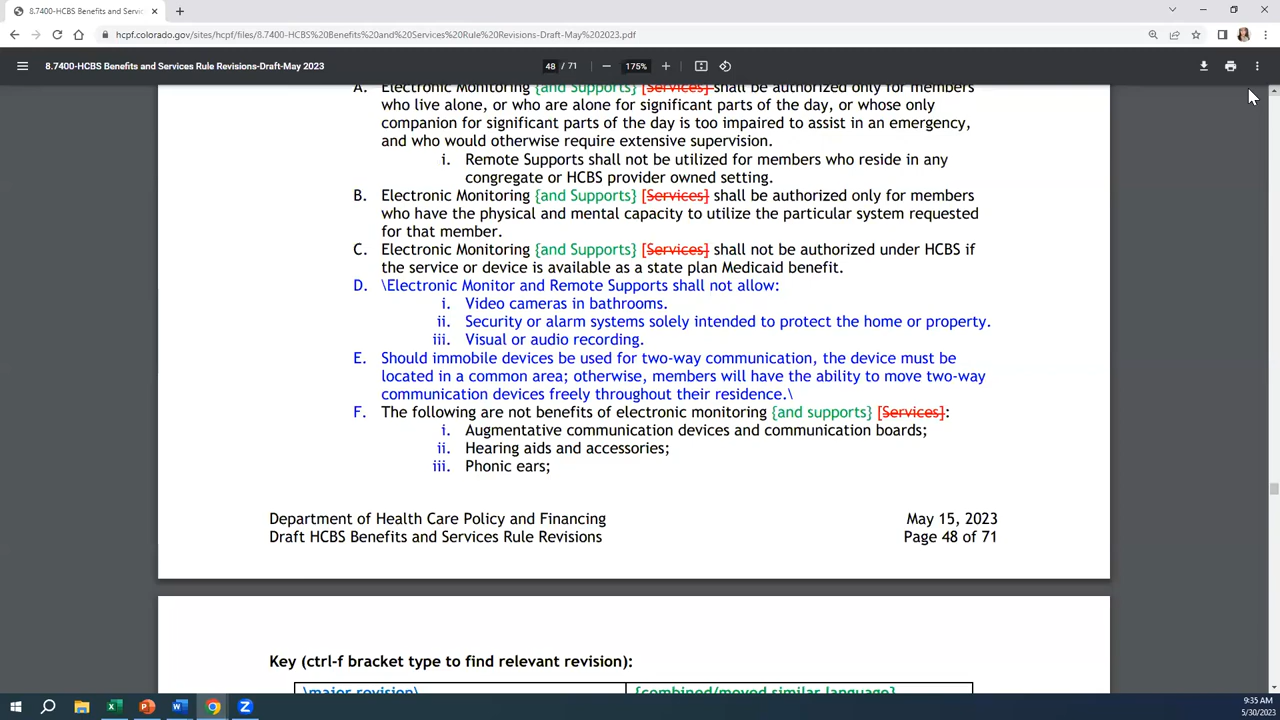 8.7400-HCBS Benefits and Servic
hcpf.colorado.gov/sites/hcpf/files/8.7400-HCBS%20Benefits%20and%20Services%20Rule%20Revisions-Draft-May%202023.pdf
8.7400-HCBS Benefits and Services Rule Revisions-Draft-May 2023
48 / 71
175%
A. Electronic Monitoring {and Supports} [Services] shall be authorized only for members
who live alone, or who are alone for significant parts of the day, or whose only
companion for significant parts of the day is too impaired to assist in an emergency,
and who would otherwise require extensive supervision.
i. Remote Supports shall not be utilized for members who reside in any
congregate or HCBS provider owned setting.
B. Electronic Monitoring {and Supports} [Services] shall be authorized only for members
who have the physical and mental capacity to utilize the particular system requested
for that member.
C. Electronic Monitoring {and Supports} [Services] shall not be authorized under HCBS if
the service or device is available as a state plan Medicaid benefit.
D. \Electronic Monitor and Remote Supports shall not allow:
i. Video cameras in bathrooms.
ii. Security or alarm systems solely intended to protect the home or property.
iii. Visual or audio recording.
E. Should immobile devices be used for two-way communication, the device must be
located in a common area; otherwise, members will have the ability to move two-way
communication devices freely throughout their residence.\
F. The following are not benefits of electronic monitoring {and supports} [Services]:
i. Augmentative communication devices and communication boards;
ii. Hearing aids and accessories;
iii. Phonic ears;
Department of Health Care Policy and Financing
May 15, 2023
Draft HCBS Benefits and Services Rule Revisions
Page 48 of 71
Key (ctrl-f bracket type to find relevant revision):
\major revision\
{combined/moved similar language}
9:35 AM
5/30/2023